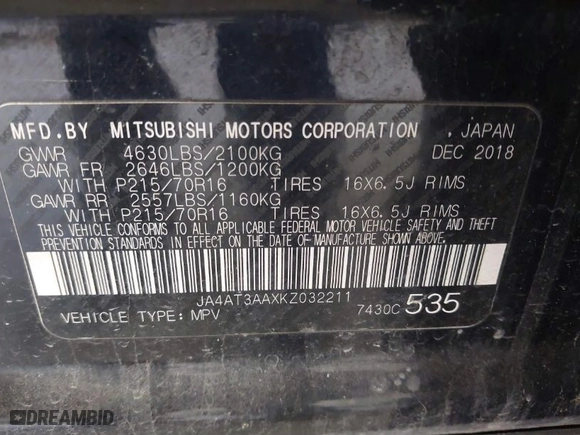 MFD.BY MITSUBISHI MOTORS CORPORATION . JAPAN
GVWR 4630LBS/2100KG DEC 2018
GAWR FR 2646LBS/1200KG
WITH P215/70R16 TIRES 16X6.5J RIMS
GAWR RR 2557LBS/1160KG
WITH P215/70R16 TIRES 16X6.5J RIMS
THIS VEHICLE CONFORMS TO ALL APPLICABLE FEDERAL MOTOR VEHICLE SAFETY AND THEFT
PREVENTION STANDARDS IN EFFECT ON THE DATE OF MANUFACTURE SHOWN ABOVE.
JA4AT3AAXKZ032211
VEHICLE TYPE: MPV 7430C 535
DREAMBID